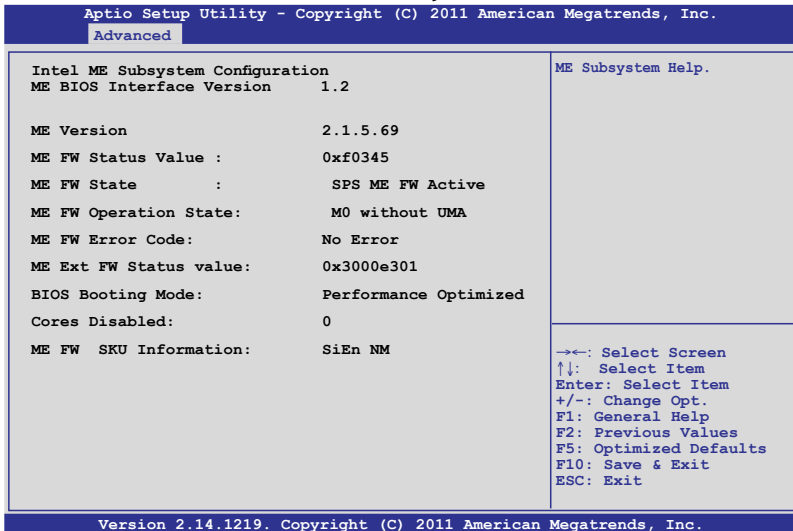 Aptio Setup Utility - Copyright (C) 2011 American Megatrends, Inc.
Advanced
Intel ME Subsystem Configuration
ME BIOS Interface Version 1.2
ME Version 2.1.5.69
ME FW Status Value : 0xf0345
ME FW State : SPS ME FW Active
ME FW Operation State: M0 without UMA
ME FW Error Code: No Error
ME Ext FW Status value: 0x3000e301
BIOS Booting Mode: Performance Optimized
Cores Disabled: 0
ME FW SKU Information: SiEn NM
ME Subsystem Help.
→←: Select Screen
↑↓: Select Item
Enter: Select Item
+/-: Change Opt.
F1: General Help
F2: Previous Values
F5: Optimized Defaults
F10: Save & Exit
ESC: Exit
Version 2.14.1219. Copyright (C) 2011 American Megatrends, Inc.